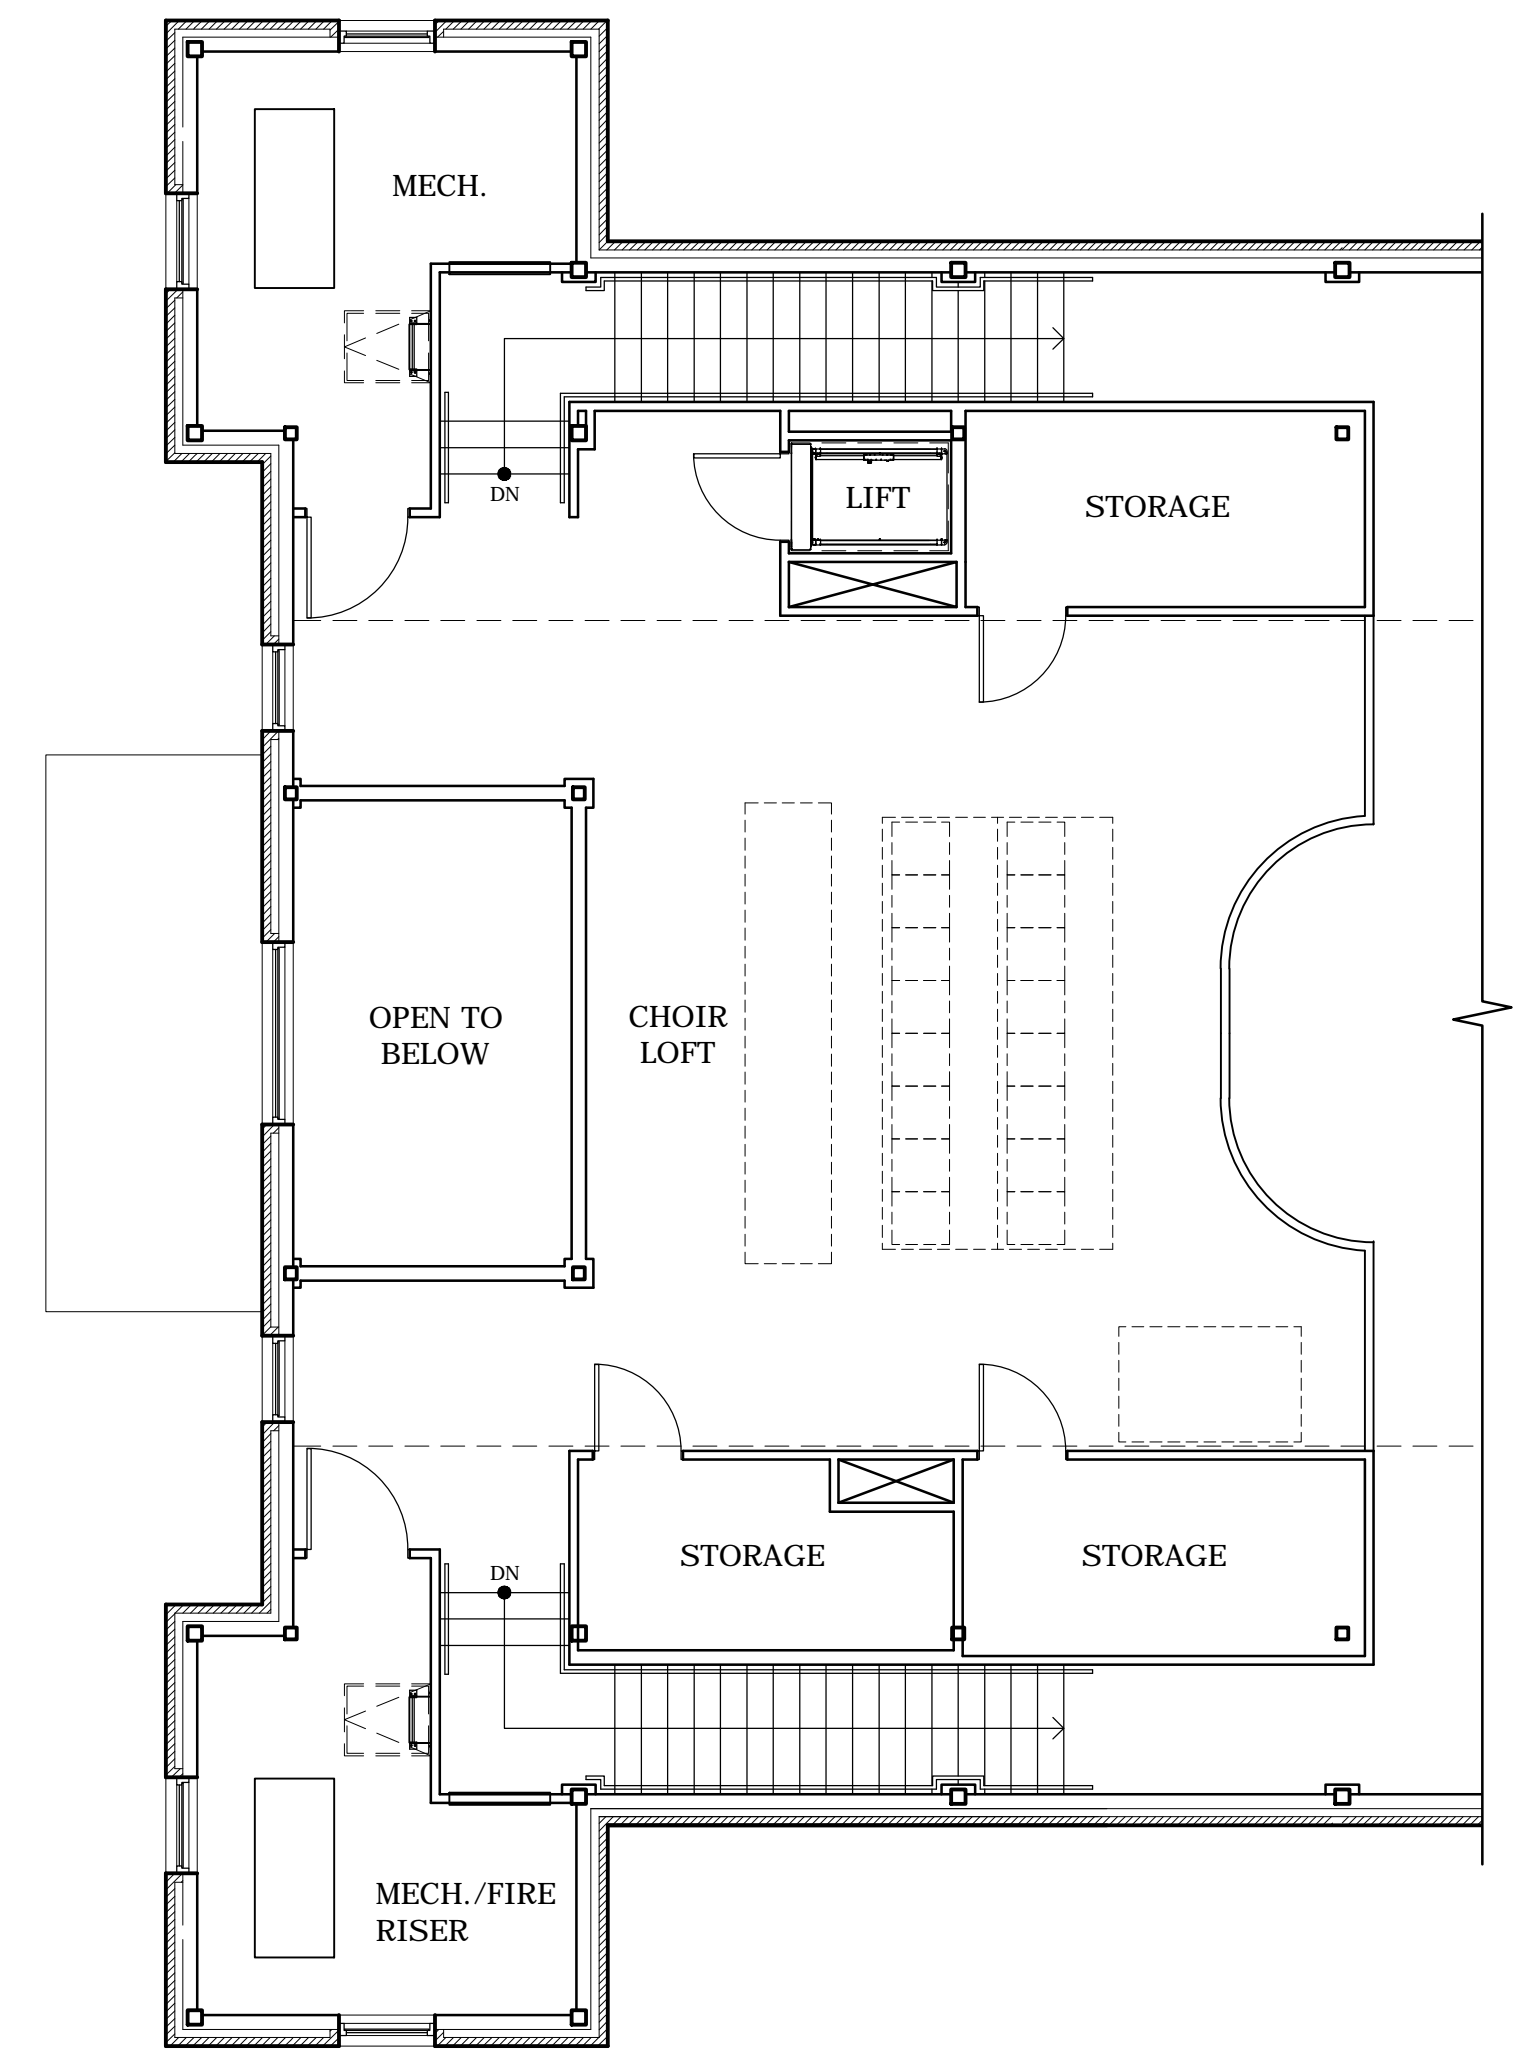 MECH.
DN
LIFT
STORAGE
OPEN TO
BELOW
CHOIR
LOFT
STORAGE
STORAGE
DN
MECH./FIRE
RISER